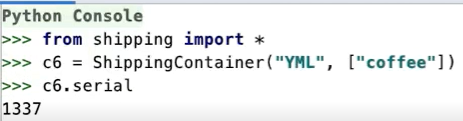 Python Console
>>> from shipping import *
>>> c6 = ShippingContainer("YML", ["coffee"])
>>> c6.serial
1337